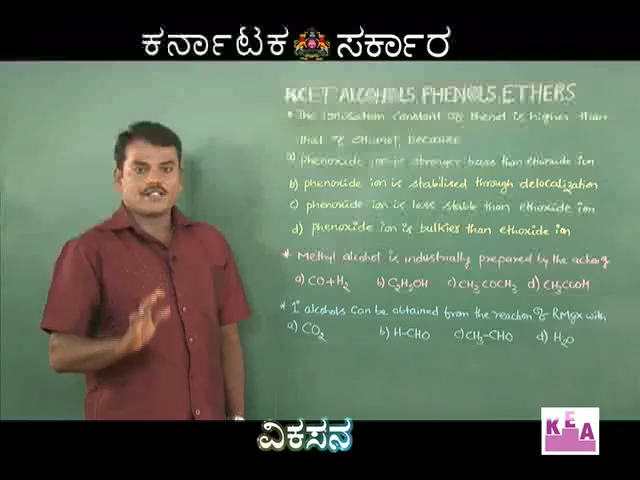 ಕರ್ನಾಟಕ ಸರ್ಕಾರ
KCET ALCOHOLS, PHENOLS, ETHERS
* The ionisation constant of phenol is higher than
that of ethanol, because
a) phenoxide ion is stronger base than ethoxide ion
b) phenoxide ion is stabilised through delocalization
c) phenoxide ion is less stable than ethoxide ion
d) phenoxide ion is bulkier than ethoxide ion
* Methyl alcohol is industrially prepared by the action of
a) CO + H₂ b) C₂H₅OH c) CH₃COCH₃ d) CH₃COOH
* 1° alcohols can be obtained from the reaction of RMgx with
a) CO₂ b) H-CHO c) CH₃-CHO d) H₂O
ವಿಕಸನ
KEA